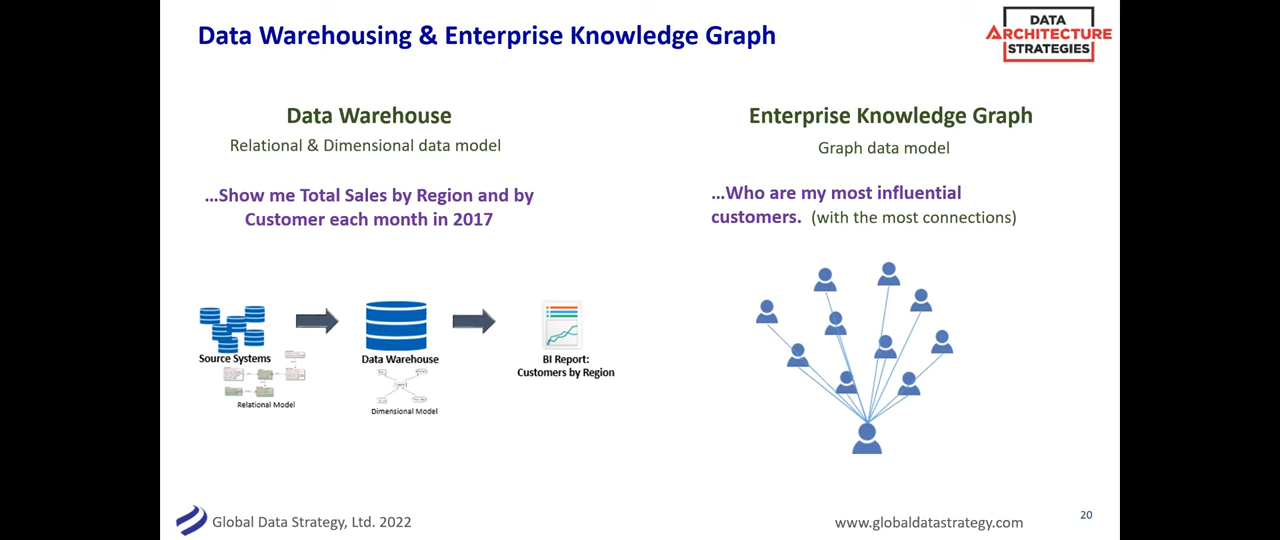 Data Warehousing & Enterprise Knowledge Graph
DATA
ARCHITECTURE
STRATEGIES
Data Warehouse
Relational & Dimensional data model
...Show me Total Sales by Region and by
Customer each month in 2017
Source Systems
Relational Model
Data Warehouse
Dimensional Model
BI Report:
Customers by Region
Enterprise Knowledge Graph
Graph data model
...Who are my most influential
customers. (with the most connections)
Global Data Strategy, Ltd. 2022
www.globaldatastrategy.com
20